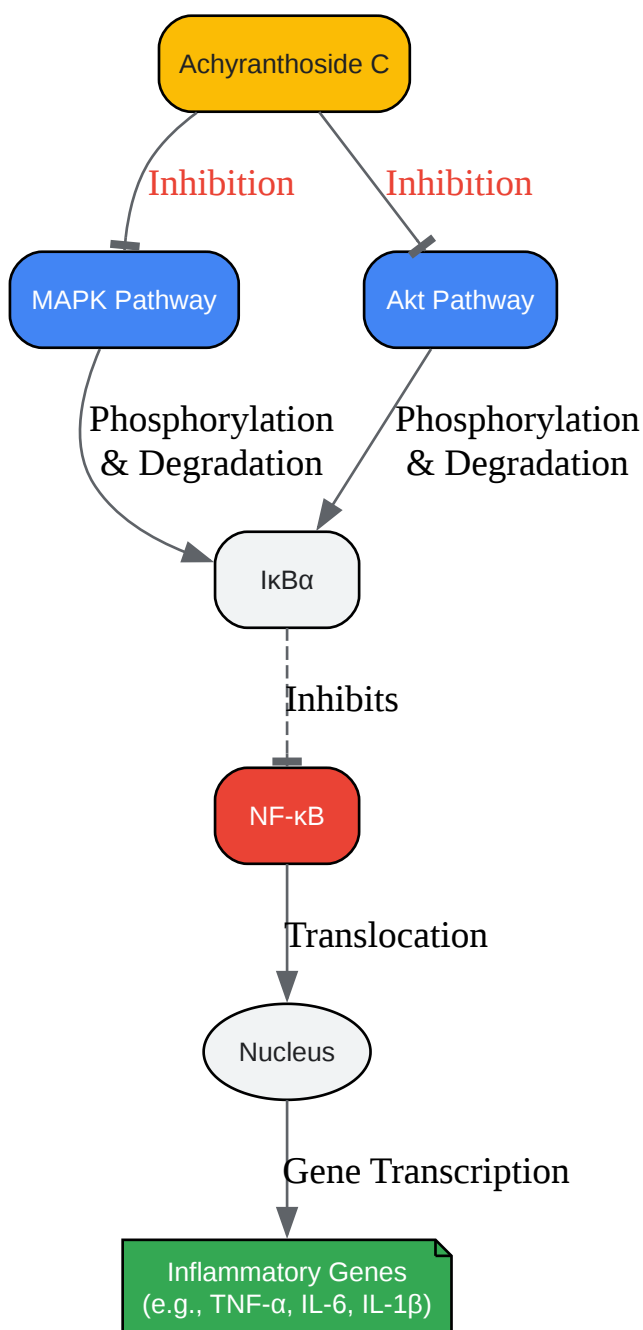 Achyranthoside C
Inhibition
Inhibition
MAPK Pathway
Akt Pathway
Phosphorylation
& Degradation
Phosphorylation
& Degradation
IκBα
Inhibits
NF-κB
Translocation
Nucleus
Gene Transcription
Inflammatory Genes
(e.g., TNF-α, IL-6, IL-1β)